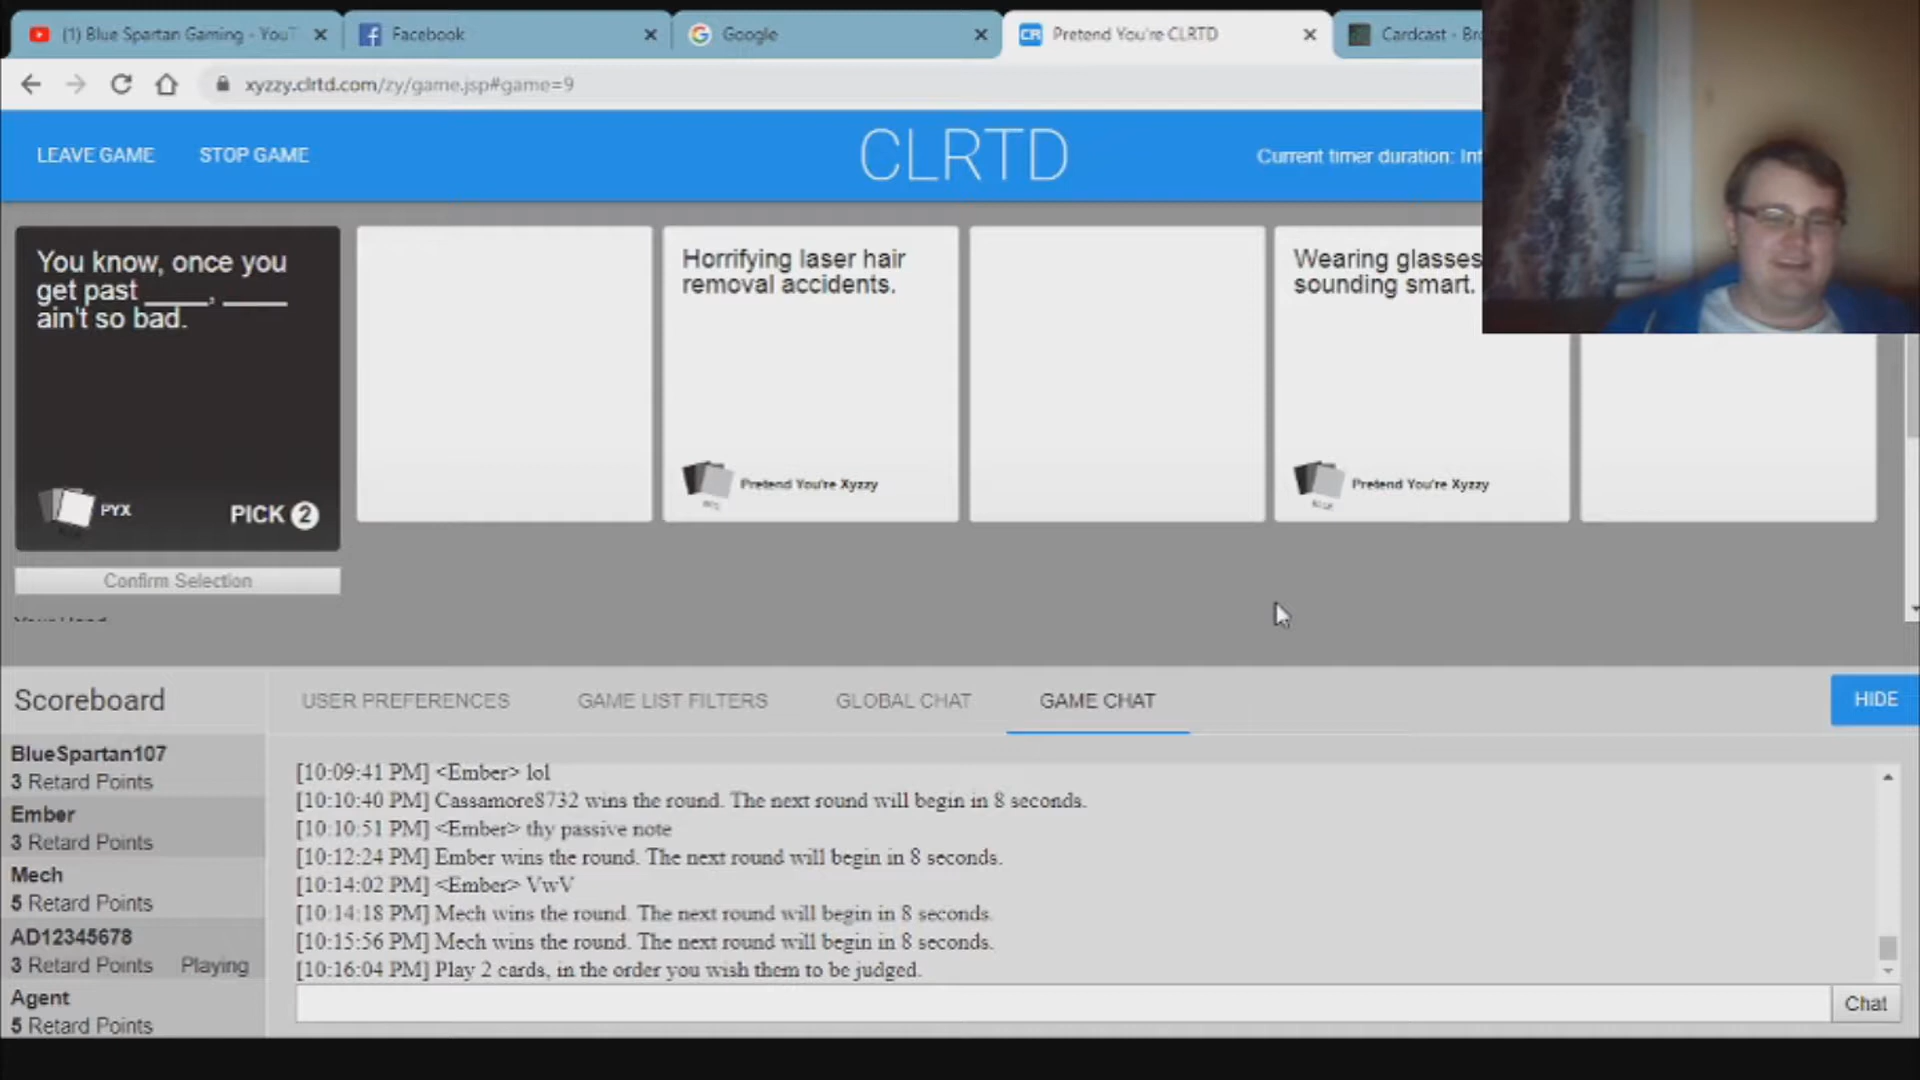 (1) Blue Spartan Gaming - YouT
Facebook
Google
CR Pretend You're CLRTD
Cardcast - Bro
xyzzy.clrtd.com/zy/game.jsp#game=9
LEAVE GAME
STOP GAME
CLRTD
Current timer duration: Inf
You know, once you
get past ____, ____
ain't so bad.
PYX
PICK 2
Horrifying laser hair
removal accidents.
Pretend You're Xyzzy
Wearing glasses
sounding smart.
Pretend You're Xyzzy
Confirm Selection
Your Hand
Scoreboard
USER PREFERENCES
GAME LIST FILTERS
GLOBAL CHAT
GAME CHAT
HIDE
BlueSpartan107
3 Retard Points
Ember
3 Retard Points
Mech
5 Retard Points
AD12345678
3 Retard Points Playing
Agent
5 Retard Points
[10:09:41 PM] <Ember> lol
[10:10:40 PM] Cassamore8732 wins the round. The next round will begin in 8 seconds.
[10:10:51 PM] <Ember> thy passive note
[10:12:24 PM] Ember wins the round. The next round will begin in 8 seconds.
[10:14:02 PM] <Ember> VwV
[10:14:18 PM] Mech wins the round. The next round will begin in 8 seconds.
[10:15:56 PM] Mech wins the round. The next round will begin in 8 seconds.
[10:16:04 PM] Play 2 cards, in the order you wish them to be judged.
Chat